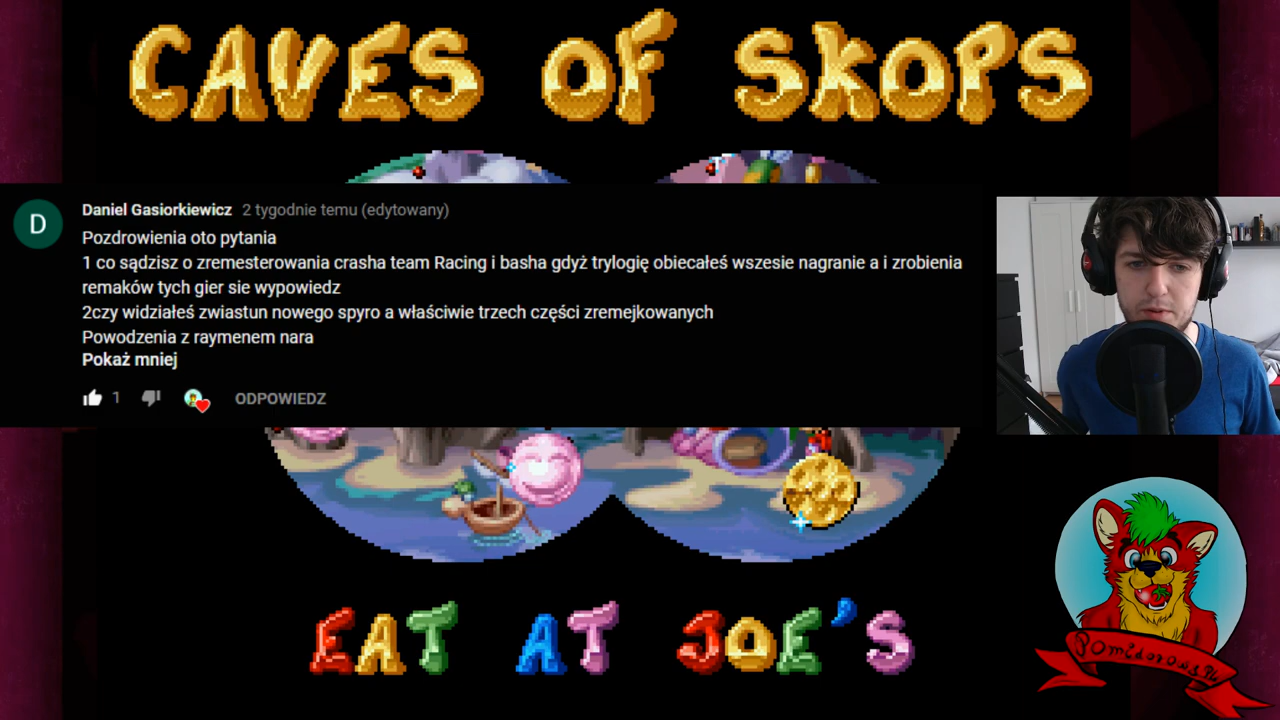 CAVES OF SKOPS
Daniel Gasiorkiewicz 2 tygodnie temu (edytowany)
D
Pozdrowienia oto pytania
1 co sądzisz o zremesterowania crasha team Racing i basha gdyż trylogię obiecałeś wszesie nagranie a i zrobienia
remaków tych gier sie wypowiedz
2czy widziałeś zwiastun nowego spyro a właściwie trzech części zremejkowanych
Powodzenia z raymenem nara
Pokaż mniej
1 ODPOWIEDZ
EAT AT JOE'S